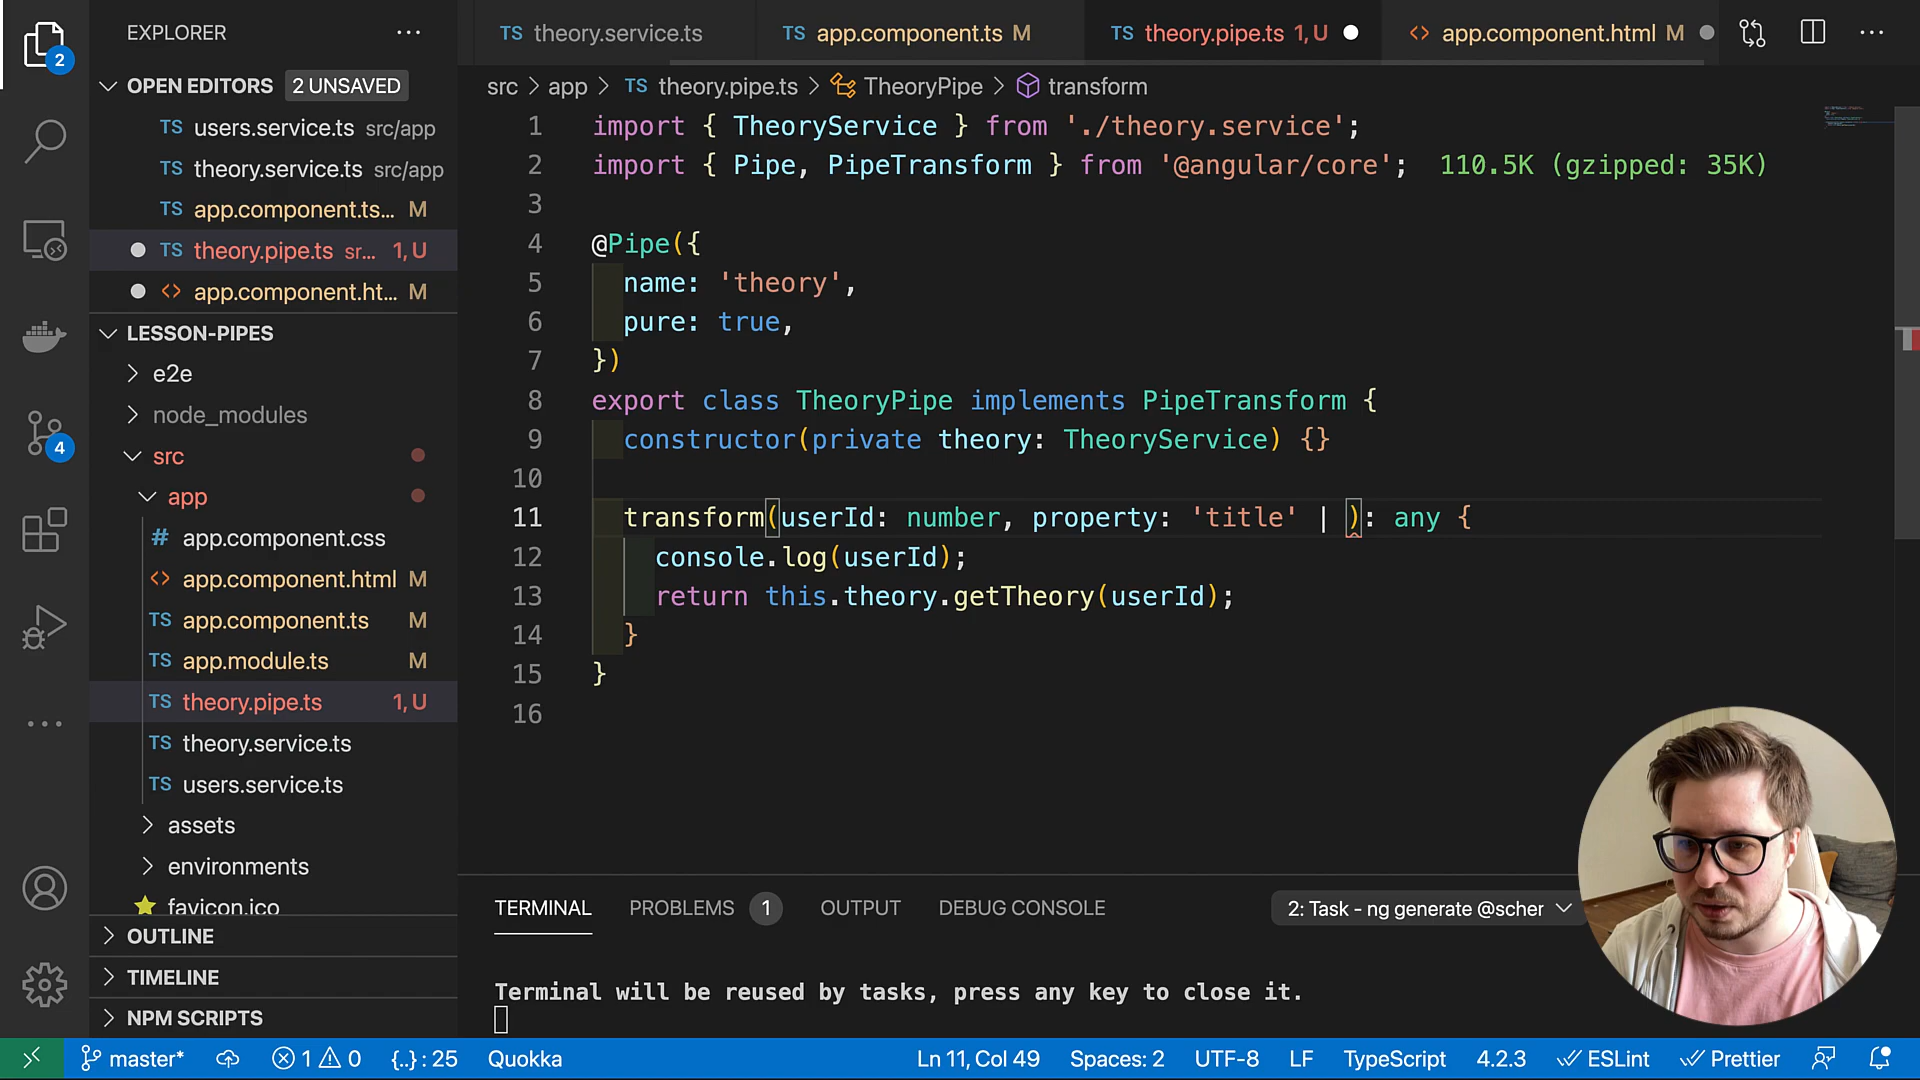 EXPLORER
OPEN EDITORS 2 UNSAVED
TS users.service.ts src/app
TS theory.service.ts src/app
TS app.component.ts... M
TS theory.pipe.ts sr... 1, U
<> app.component.ht... M
LESSON-PIPES
e2e
node_modules
src
app
# app.component.css
<> app.component.html M
TS app.component.ts M
TS app.module.ts M
TS theory.pipe.ts 1, U
TS theory.service.ts
TS users.service.ts
assets
environments
favicon.ico
OUTLINE
TIMELINE
NPM SCRIPTS
2
4
TS theory.service.ts TS app.component.ts M TS theory.pipe.ts 1, U <> app.component.html M
src > app > TS theory.pipe.ts > TheoryPipe > transform
1 import { TheoryService } from './theory.service';
2 import { Pipe, PipeTransform } from '@angular/core'; 110.5K (gzipped: 35K)
3
4 @Pipe({
5 name: 'theory',
6 pure: true,
7 })
8 export class TheoryPipe implements PipeTransform {
9 constructor(private theory: TheoryService) {}
10
11 transform(userId: number, property: 'title' | ): any {
12 console.log(userId);
13 return this.theory.getTheory(userId);
14 }
15 }
16
TERMINAL PROBLEMS 1 OUTPUT DEBUG CONSOLE 2: Task - ng generate @scher
Terminal will be reused by tasks, press any key to close it.
master* 1 0 {..} : 25 Quokka Ln 11, Col 49 Spaces: 2 UTF-8 LF TypeScript 4.2.3 ESLint Prettier